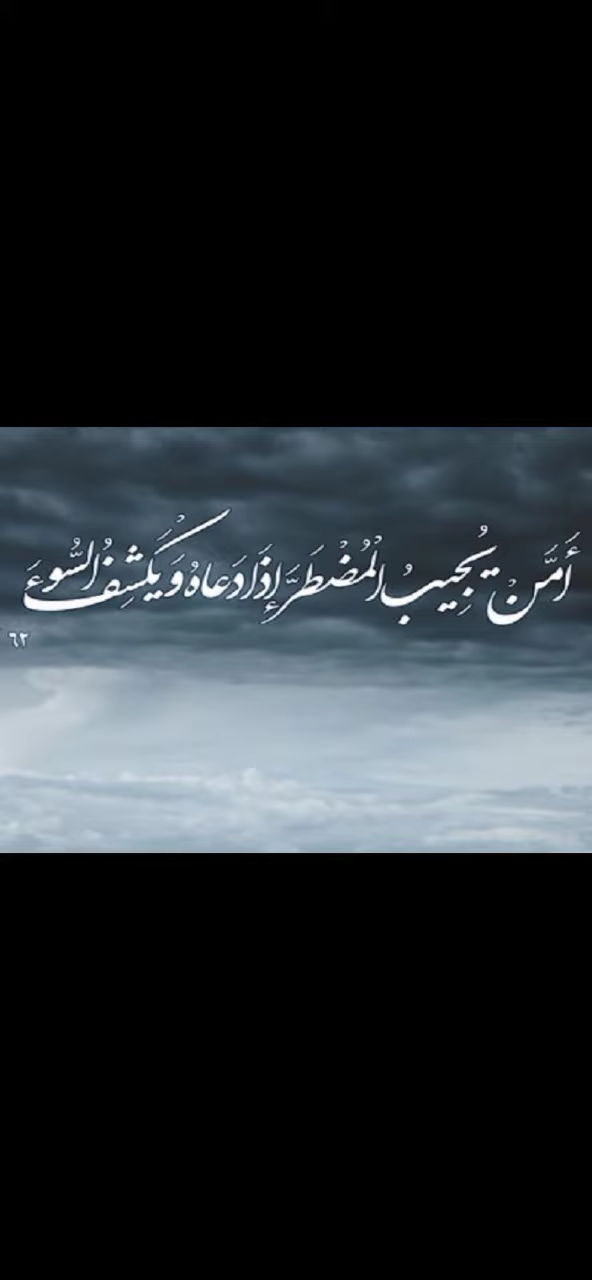 أَمَّنْ يُجِيبُ الْمُضْطَرَّ إِذَا دَعَاهُ وَيَكْشِفُ السُّوءَ
٦٢